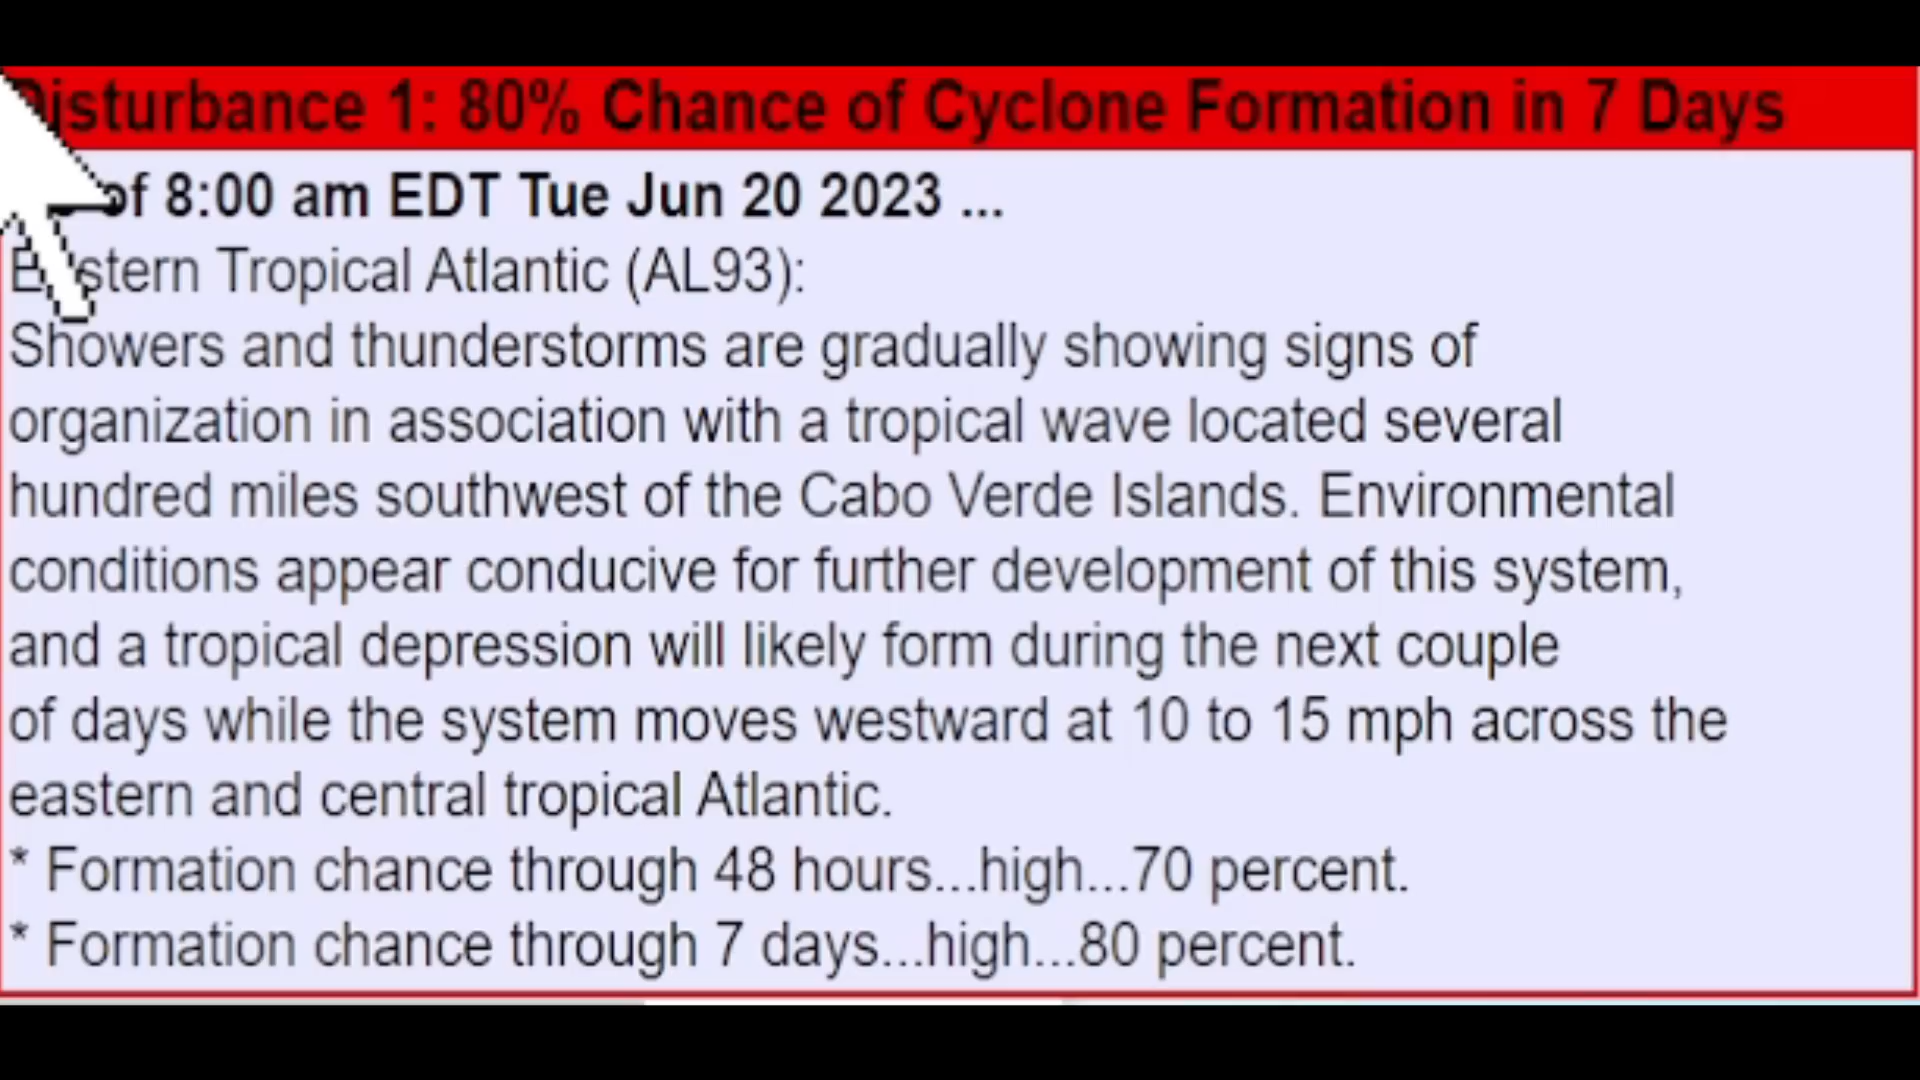 Disturbance 1: 80% Chance of Cyclone Formation in 7 Days
of 8:00 am EDT Tue Jun 20 2023 ...
Eastern Tropical Atlantic (AL93):
Showers and thunderstorms are gradually showing signs of
organization in association with a tropical wave located several
hundred miles southwest of the Cabo Verde Islands. Environmental
conditions appear conducive for further development of this system,
and a tropical depression will likely form during the next couple
of days while the system moves westward at 10 to 15 mph across the
eastern and central tropical Atlantic.
* Formation chance through 48 hours...high...70 percent.
* Formation chance through 7 days...high...80 percent.